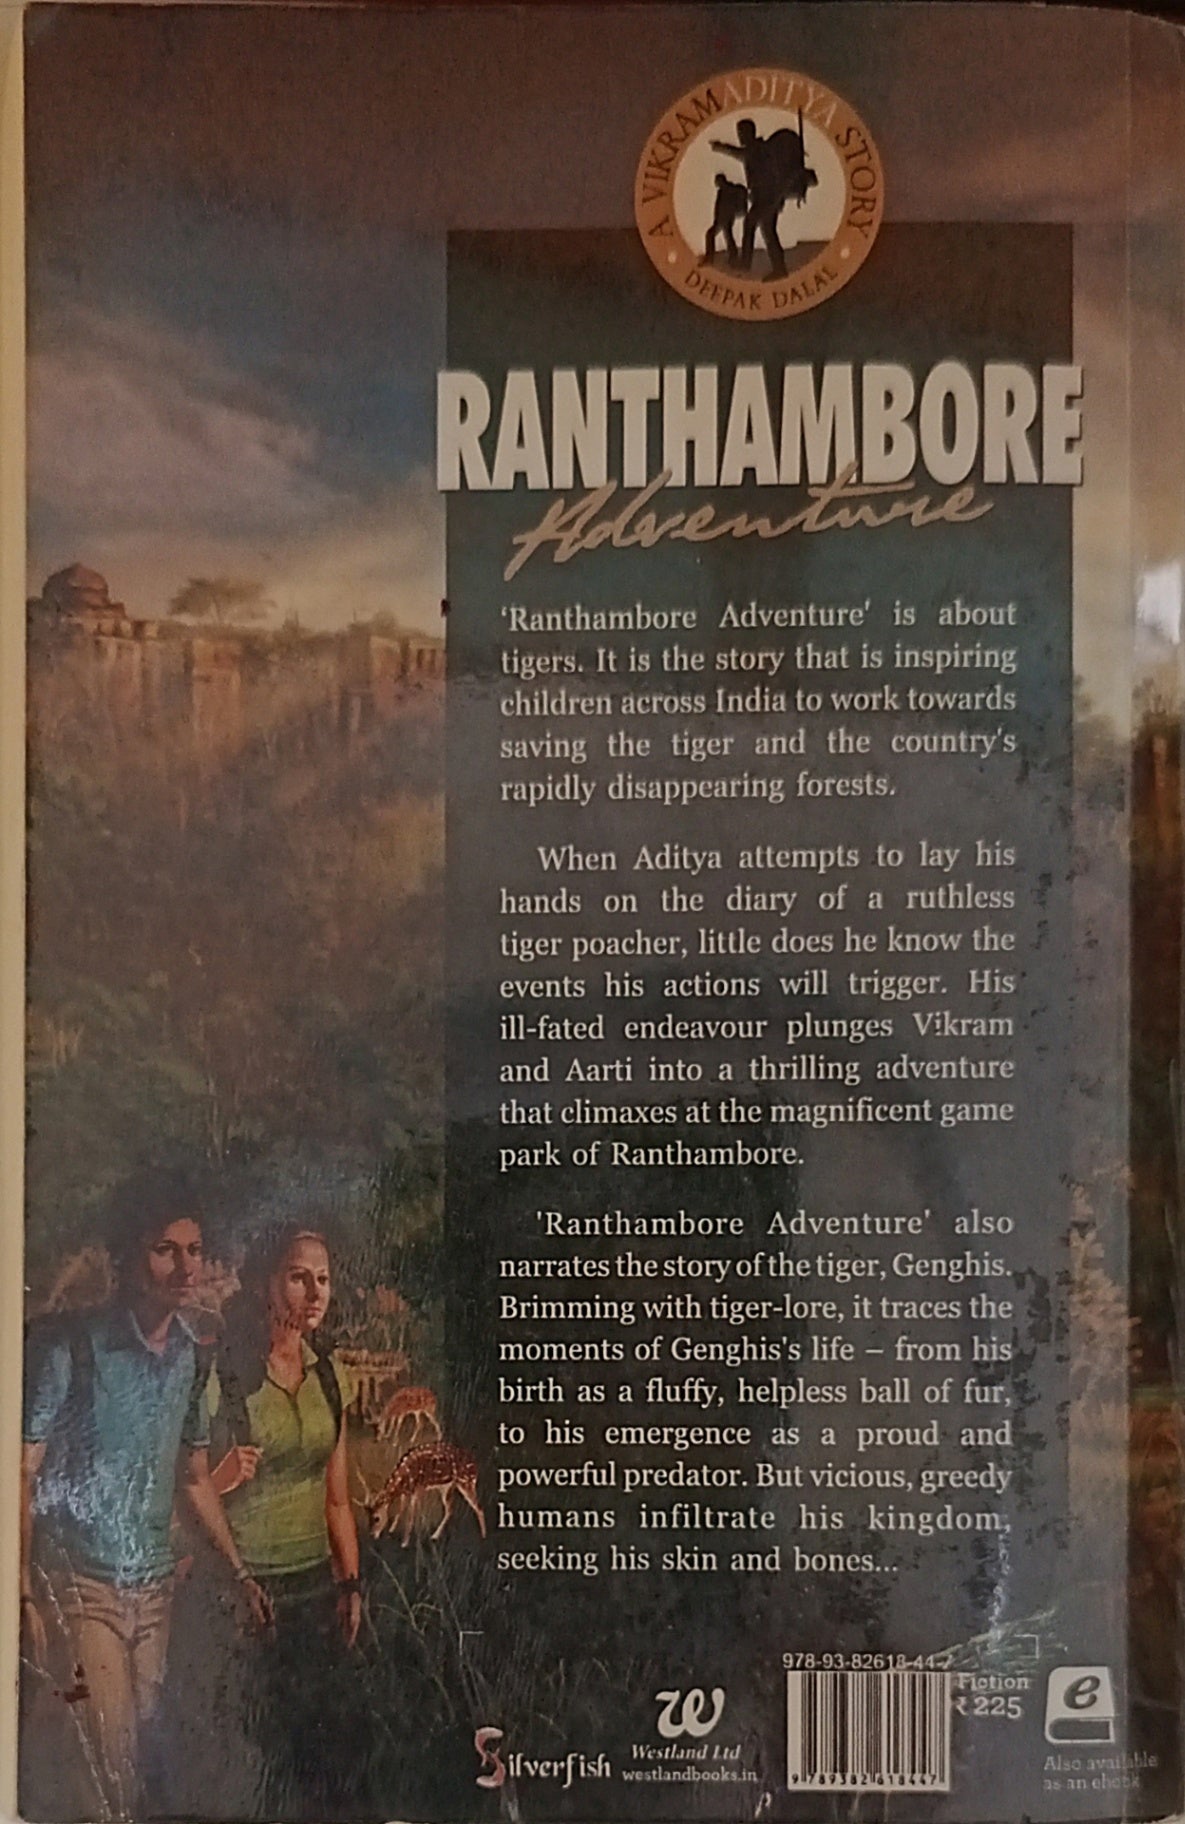 A VIKRAMADITYA STORY
DEEPAK DALAL
RANTHAMBORE
Adventure
‘Ranthambore Adventure' is about
tigers. It is the story that is inspiring
children across India to work towards
saving the tiger and the country's
rapidly disappearing forests.
When Aditya attempts to lay his
hands on the diary of a ruthless
tiger poacher, little does he know the
events his actions will trigger. His
ill-fated endeavour plunges Vikram
and Aarti into a thrilling adventure
that climaxes at the magnificent game
park of Ranthambore.
'Ranthambore Adventure' also
narrates the story of the tiger, Genghis.
Brimming with tiger-lore, it traces the
moments of Genghis's life – from his
birth as a fluffy, helpless ball of fur,
to his emergence as a proud and
powerful predator. But vicious, greedy
humans infiltrate his kingdom,
seeking his skin and bones...
978-93-82618-44-7
Fiction
₹ 225
9 789382 618447
Silverfish
W
Westland Ltd
westlandbooks.in
e
Also available
as an ebook